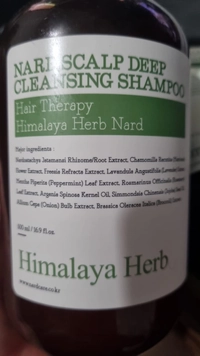 NARD SCALP DEEP
CLEANSING SHAMPOO
Hair Therapy
Himalaya Herb Nard
Major ingredients :
Nardostachys Jatamansi Rhizome/Root Extract, Chamomilla Recutita
Flower Extract, Freesia Refracta Extract, Lavandula Angustifolia (Lavender)
Mentha Piperita (Peppermint) Leaf Extract, Rosmarinus Officinalis
Leaf Extract, Argania Spinosa Kernel Oil, Simmondsia Chinensis
Allium Cepa (Onion) Bulb Extract, Brassica Oleracea Italica (Broccoli)
500 ml / 16.9 fl.oz.
Himalaya Herb